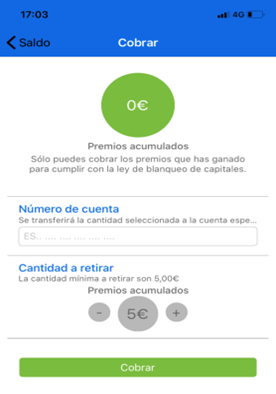 17:03
4G
Saldo
Cobrar
0€
Premios acumulados
Sólo puedes cobrar los premios que has ganado
para cumplir con la ley de blanqueo de capitales.
Número de cuenta
Se transferirá la cantidad seleccionada a la cuenta espe...
ES.. .... .... .... .... ....
Cantidad a retirar
La cantidad mínima a retirar son 5,00€
Premios acumulados
- 5€ +
Cobrar